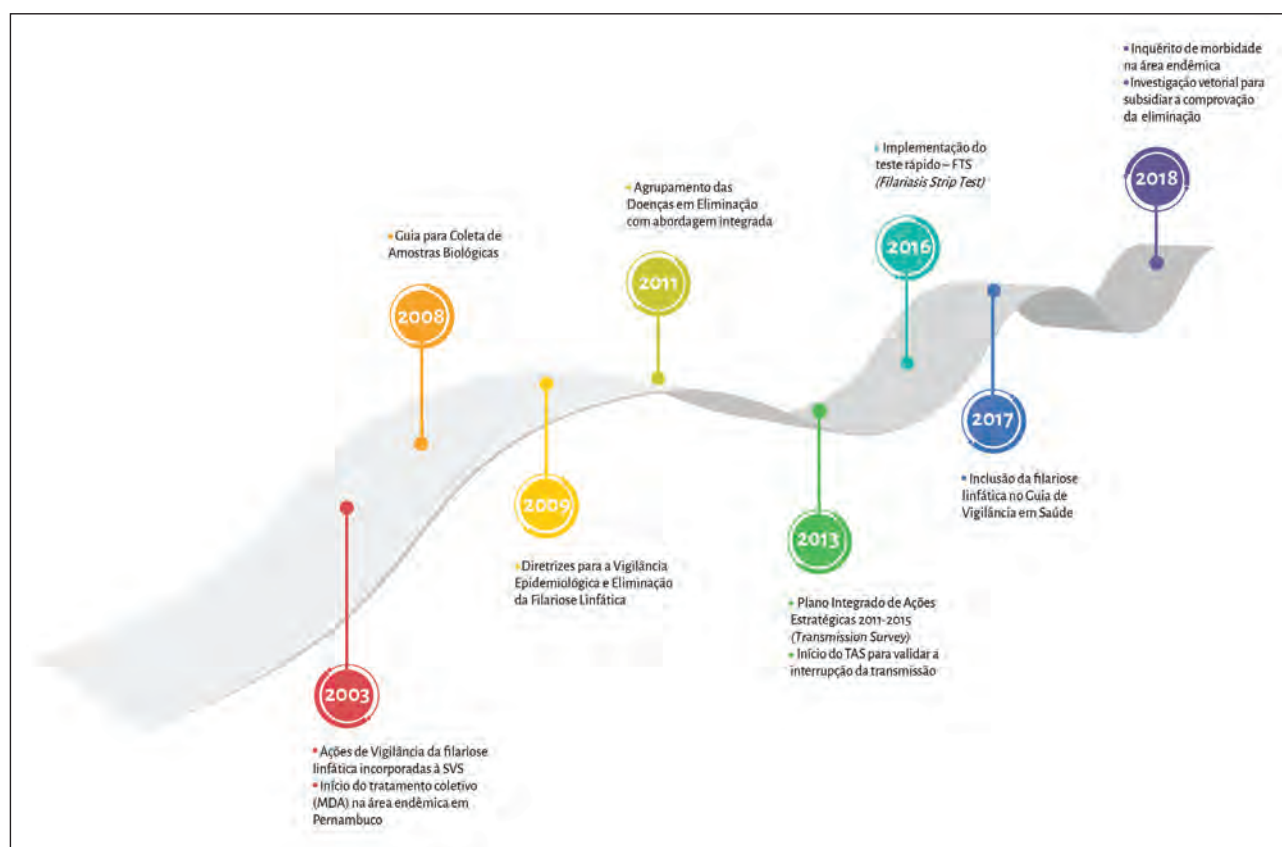 2003
• Ações de Vigilância da filariose
linfática incorporadas à SVS
• Início do tratamento coletivo
(MDA) na área endêmica em
Pernambuco
• Guia para Coleta de
Amostras Biológicas
2008
2009
• Diretrizes para a Vigilância
Epidemiológica e Eliminação
da Filariose Linfática
• Agrupamento das
Doenças em Eliminação
com abordagem integrada
2011
2013
• Plano Integrado de Ações
Estratégicas 2011-2015
(Transmission Survey)
• Início do TAS para validar a
interrupção da transmissão
• Implementação do
teste rápido – FTS
(Filariasis Strip Test)
2016
2017
• Inclusão da filariose
linfática no Guia de
Vigilância em Saúde
• Inquérito de morbidade
na área endêmica
• Investigação vetorial para
subsidiar a comprovação
da eliminação
2018